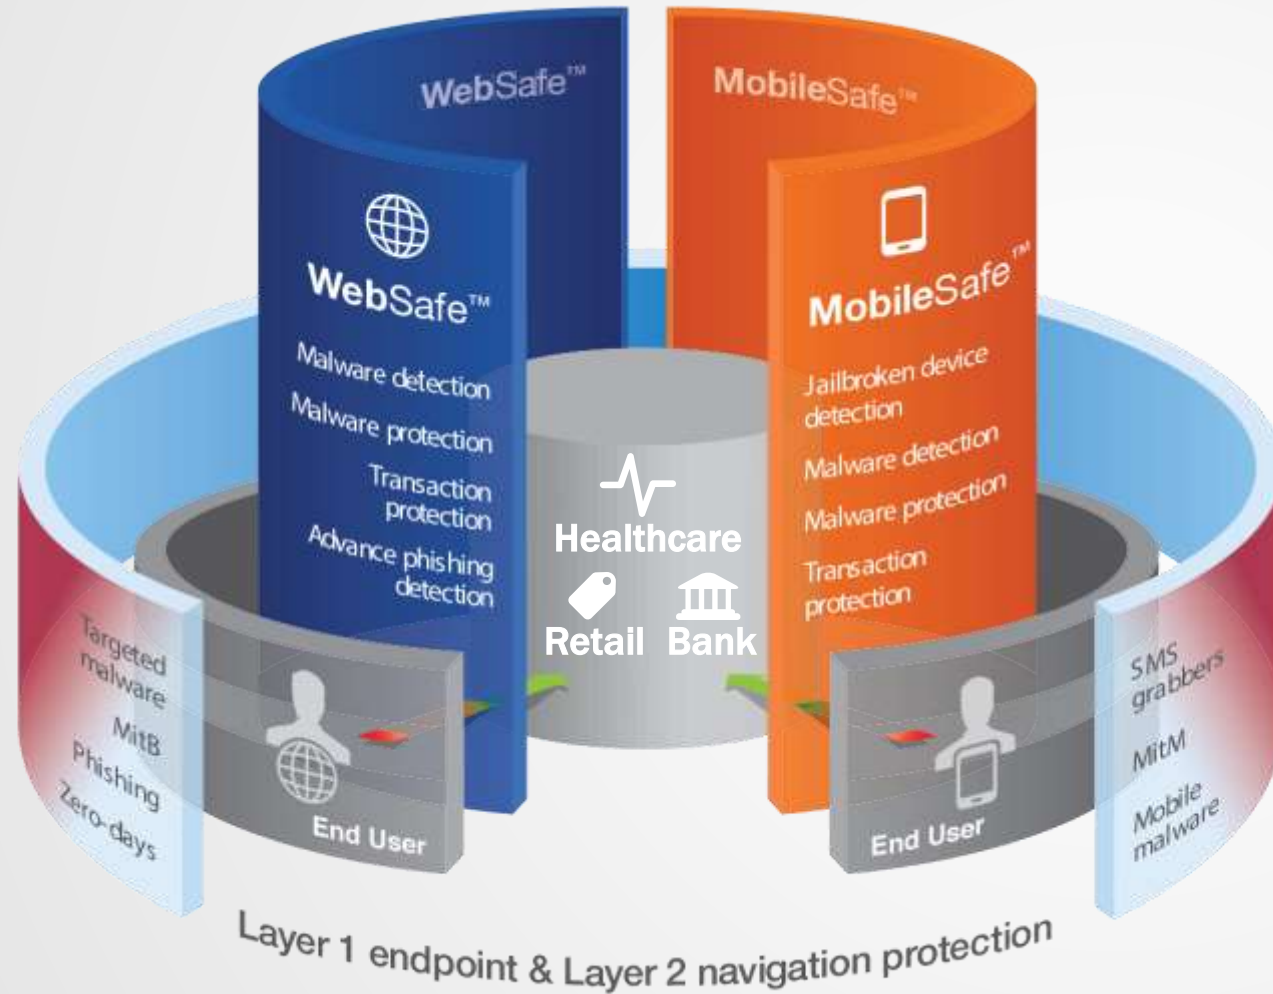 WebSafe™
MobileSafe™
WebSafe™
Malware detection
Malware protection
Transaction
protection
Advance phishing
detection
MobileSafe™
Jailbroken device
detection
Malware detection
Malware protection
Transaction
protection
Healthcare
Retail Bank
Targeted
malware
MitB
Phishing
Zero-days
End User
End User
SMS
grabbers
MitM
Mobile
malware
Layer 1 endpoint & Layer 2 navigation protection